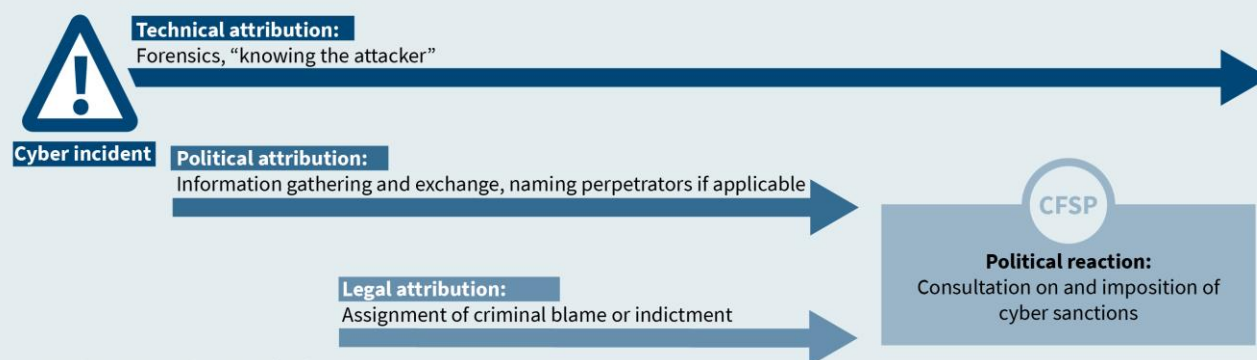 Technical attribution:
Forensics, “knowing the attacker”
Cyber incident
Political attribution:
Information gathering and exchange, naming perpetrators if applicable
CFSP
Political reaction:
Consultation on and imposition of
cyber sanctions
Legal attribution:
Assignment of criminal blame or indictment